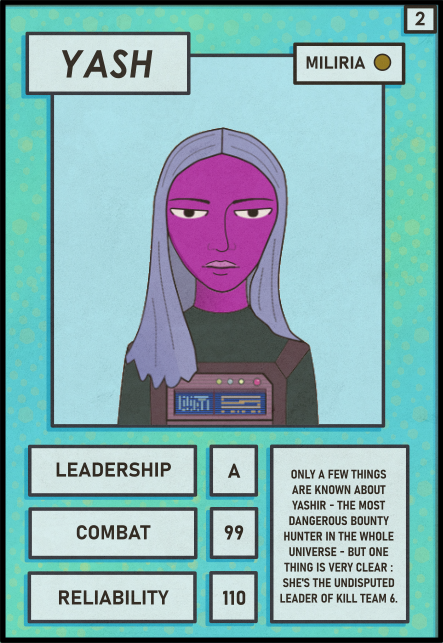 2
YASH
MILIRIA
LEADERSHIP A
COMBAT 99
RELIABILITY 110
ONLY A FEW THINGS
ARE KNOWN ABOUT
YASHIR - THE MOST
DANGEROUS BOUNTY
HUNTER IN THE WHOLE
UNIVERSE - BUT ONE
THING IS VERY CLEAR :
SHE'S THE UNDISPUTED
LEADER OF KILL TEAM 6.